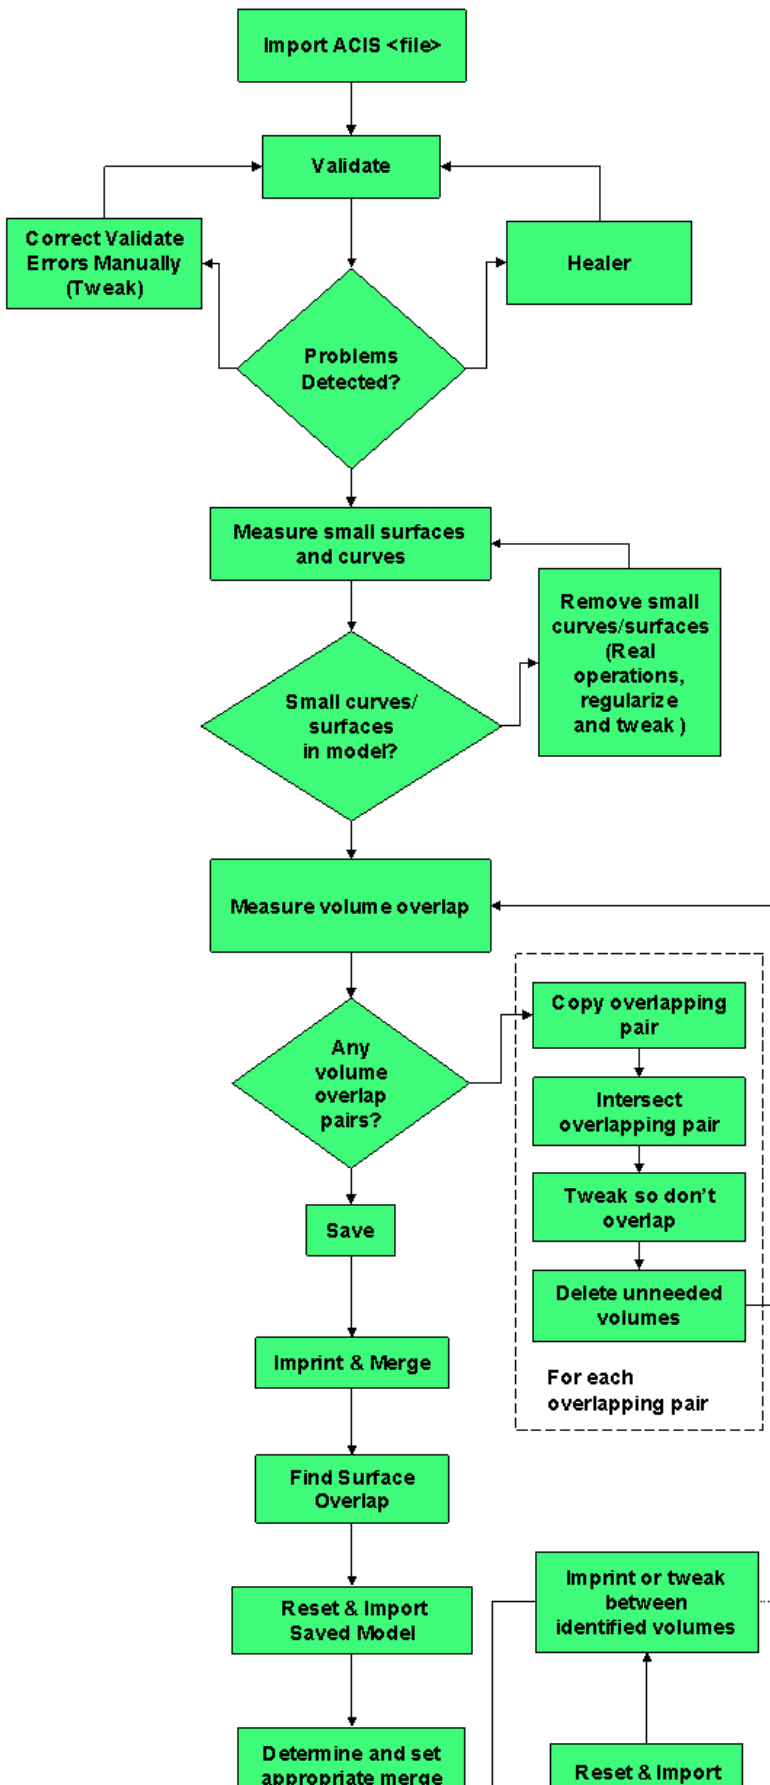 Import ACIS <file>
Validate
Correct Validate
Errors Manually
(Tweak)
Healer
Problems
Detected?
Measure small surfaces
and curves
Remove small
curves/surfaces
(Real
operations,
regularize
and tweak )
Small curves/
surfaces
in model?
Measure volume overlap
Copy overlapping
pair
Any
volume
overlap
pairs?
Intersect
overlapping pair
Tweak so don't
overlap
Save
Delete unneeded
volumes
Imprint & Merge
For each
overlapping pair
Find Surface
Overlap
Imprint or tweak
between
identified volumes
Reset & Import
Saved Model
Determine and set
appropriate merge
Reset & Import